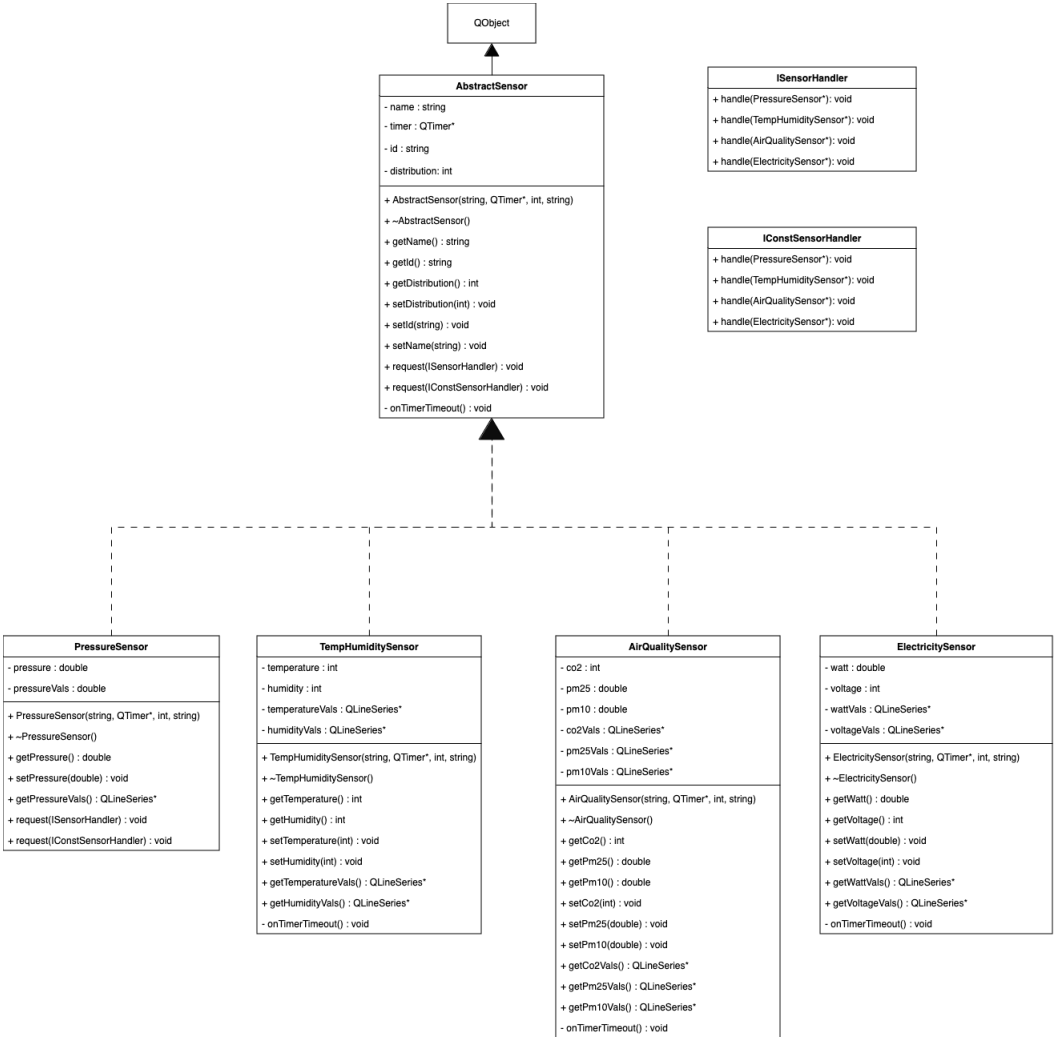 QObject
AbstractSensor
- name : string
- timer : QTimer*
- id : string
- distribution: int
+ AbstractSensor(string, QTimer*, int, string)
+ ~AbstractSensor()
+ getName() : string
+ getId() : string
+ getDistribution() : int
+ setDistribution(int) : void
+ setId(string) : void
+ setName(string) : void
+ request(ISensorHandler) : void
+ request(IConstSensorHandler) : void
- onTimerTimeout() : void
ISensorHandler
+ handle(PressureSensor*): void
+ handle(TempHumiditySensor*): void
+ handle(AirQualitySensor*): void
+ handle(ElectricitySensor*): void
IConstSensorHandler
+ handle(PressureSensor*): void
+ handle(TempHumiditySensor*): void
+ handle(AirQualitySensor*): void
+ handle(ElectricitySensor*): void
PressureSensor
- pressure : double
- pressureVals : double
+ PressureSensor(string, QTimer*, int, string)
+ ~PressureSensor()
+ getPressure() : double
+ setPressure(double) : void
+ getPressureVals() : QLineSeries*
+ request(ISensorHandler) : void
+ request(IConstSensorHandler) : void
TempHumiditySensor
- temperature : int
- humidity : int
- temperatureVals : QLineSeries*
- humidityVals : QLineSeries*
+ TempHumiditySensor(string, QTimer*, int, string)
+ ~TempHumiditySensor()
+ getTemperature() : int
+ getHumidity() : int
+ setTemperature(int) : void
+ setHumidity(int) : void
+ getTemperatureVals() : QLineSeries*
+ getHumidityVals() : QLineSeries*
- onTimerTimeout() : void
AirQualitySensor
- co2 : int
- pm25 : double
- pm10 : double
- co2Vals : QLineSeries*
- pm25Vals : QLineSeries*
- pm10Vals : QLineSeries*
+ AirQualitySensor(string, QTimer*, int, string)
+ ~AirQualitySensor()
+ getCo2() : int
+ getPm25() : double
+ getPm10() : double
+ setCo2(int) : void
+ setPm25(double) : void
+ setPm10(double) : void
+ getCo2Vals() : QLineSeries*
+ getPm25Vals() : QLineSeries*
+ getPm10Vals() : QLineSeries*
- onTimerTimeout() : void
ElectricitySensor
- watt : double
- voltage : int
- wattVals : QLineSeries*
- voltageVals : QLineSeries*
+ ElectricitySensor(string, QTimer*, int, string)
+ ~ElectricitySensor()
+ getWatt() : double
+ getVoltage() : int
+ setWatt(double) : void
+ setVoltage(int) : void
+ getWattVals() : QLineSeries*
+ getVoltageVals() : QLineSeries*
- onTimerTimeout() : void